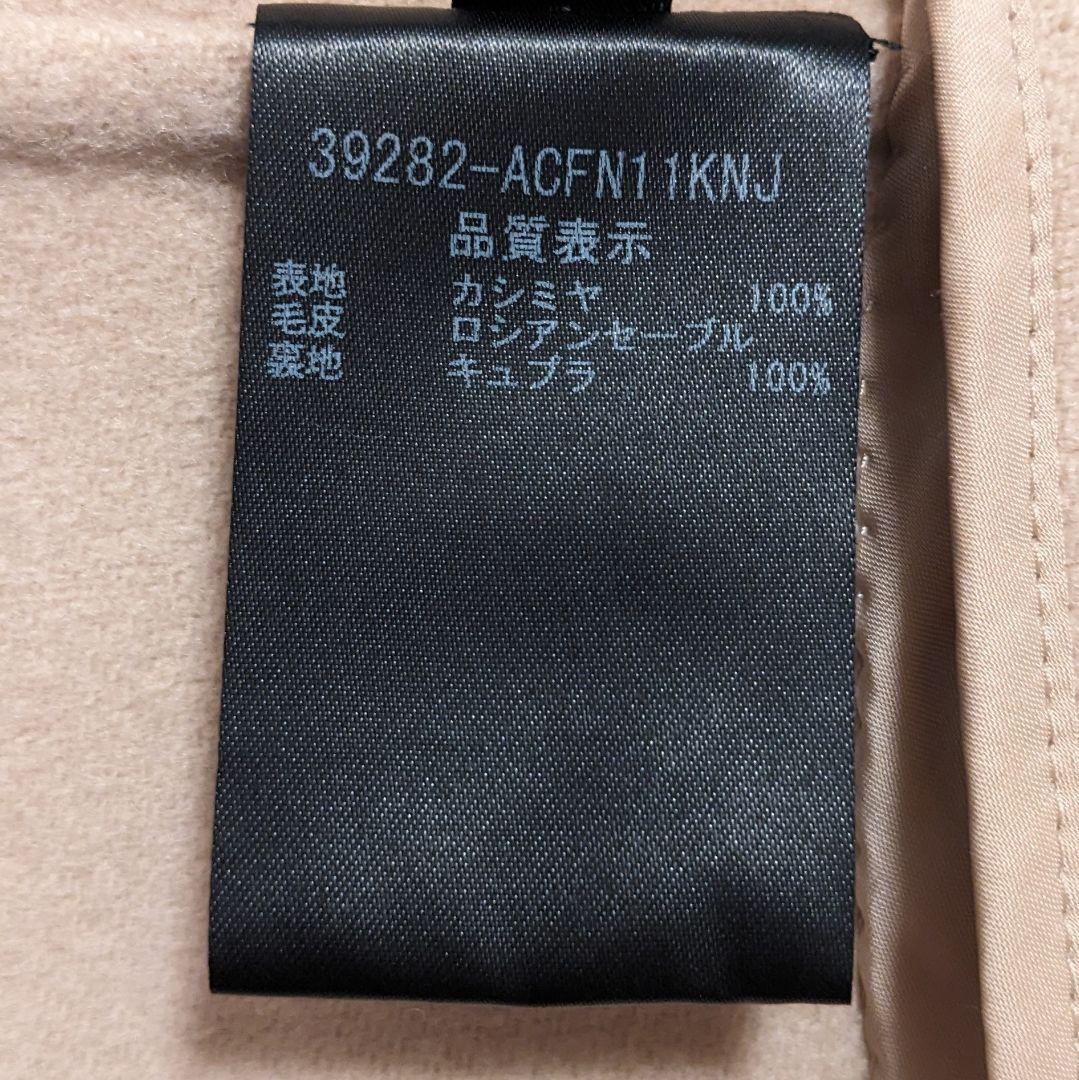 39282-ACFN11KNJ
品質表示
表地 カシミヤ 100%
毛皮 ロシアンセーブル
裏地 キュプラ 100%